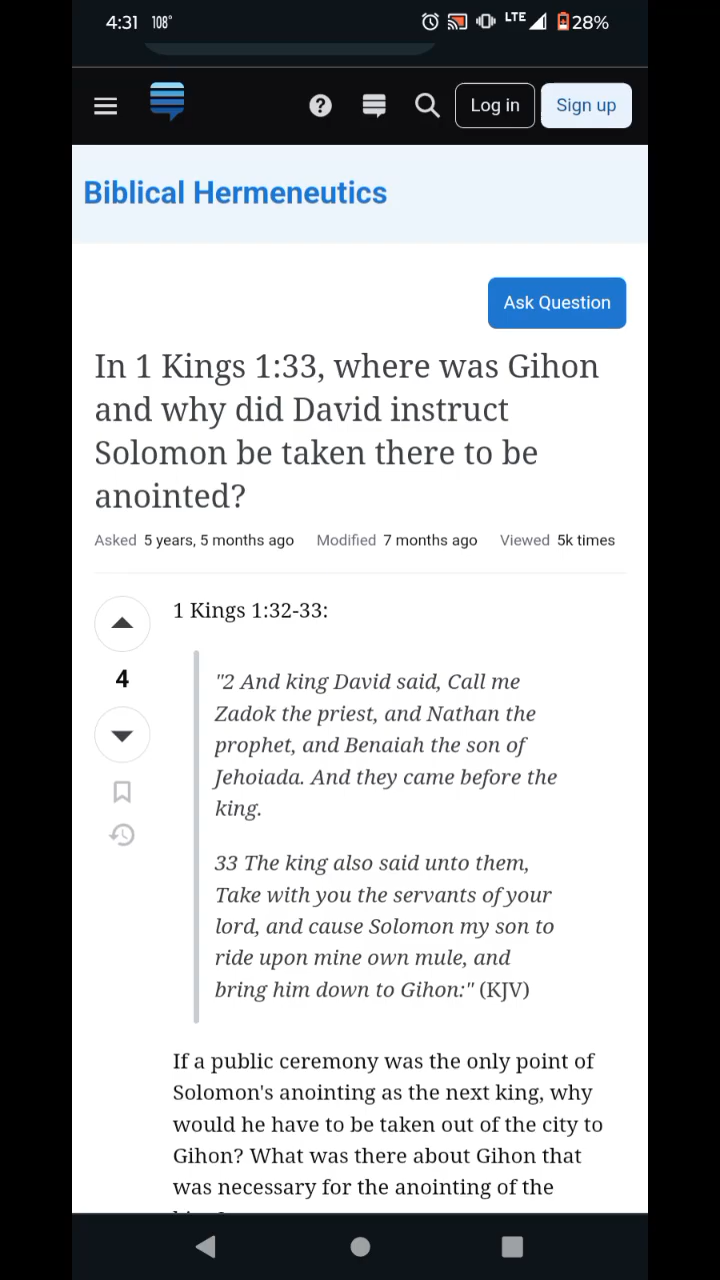 4:31 108° LTE 28%
Log in Sign up
Biblical Hermeneutics
Ask Question
In 1 Kings 1:33, where was Gihon
and why did David instruct
Solomon be taken there to be
anointed?
Asked 5 years, 5 months ago Modified 7 months ago Viewed 5k times
1 Kings 1:32-33:
4
"2 And king David said, Call me
Zadok the priest, and Nathan the
prophet, and Benaiah the son of
Jehoiada. And they came before the
king.
33 The king also said unto them,
Take with you the servants of your
lord, and cause Solomon my son to
ride upon mine own mule, and
bring him down to Gihon:" (KJV)
If a public ceremony was the only point of
Solomon's anointing as the next king, why
would he have to be taken out of the city to
Gihon? What was there about Gihon that
was necessary for the anointing of the